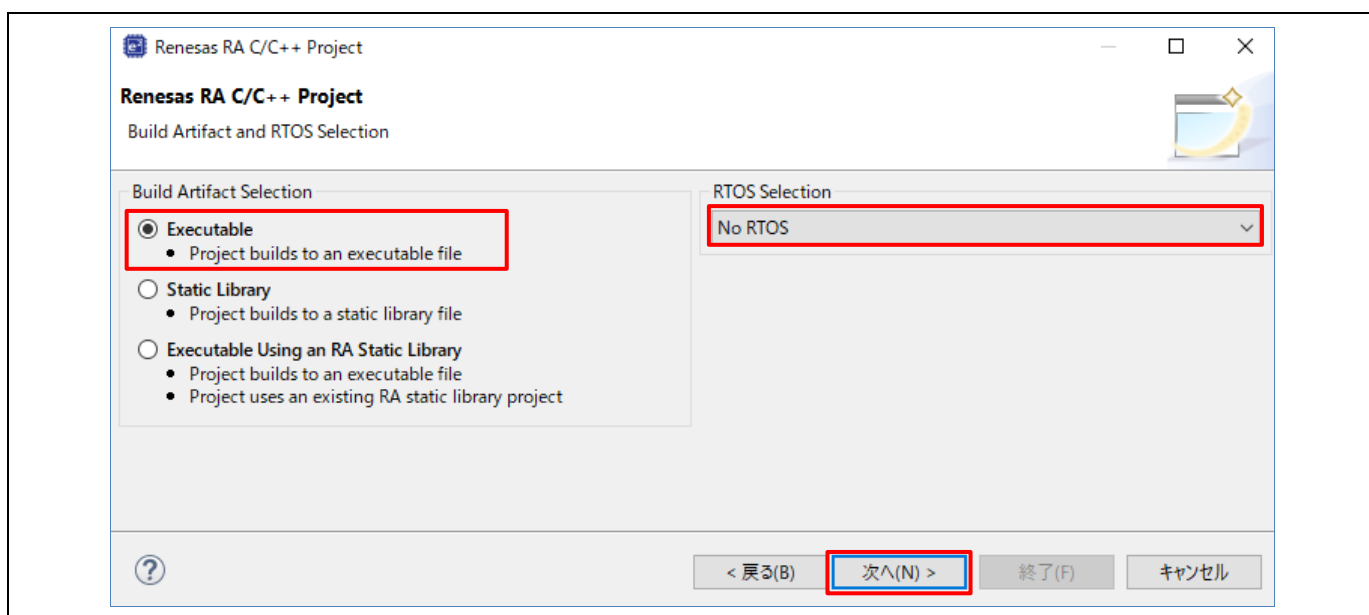 Renesas RA C/C++ Project
Renesas RA C/C++ Project
Build Artifact and RTOS Selection
Build Artifact Selection
Executable
• Project builds to an executable file
Static Library
• Project builds to a static library file
Executable Using an RA Static Library
• Project builds to an executable file
• Project uses an existing RA static library project
RTOS Selection
No RTOS
< 戻る(B)
次へ(N) >
終了(F)
キャンセル